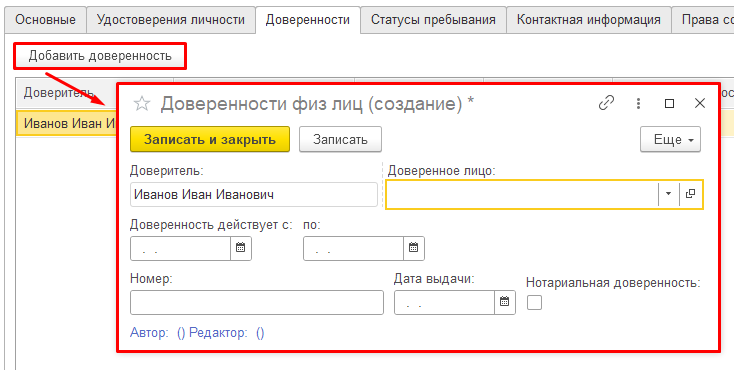 Основные Удостоверения личности Доверенности Статусы пребывания Контактная информация Права со
Добавить доверенность
Доверитель
Доверенности физ лиц (создание) *
Иванов Иван И
Записать и закрыть Записать Еще
Доверитель: Доверенное лицо:
Иванов Иван Иванович
Доверенность действует с: по:
. . . .
Номер: Дата выдачи: Нотариальная доверенность:
. .
Автор: () Редактор: ()